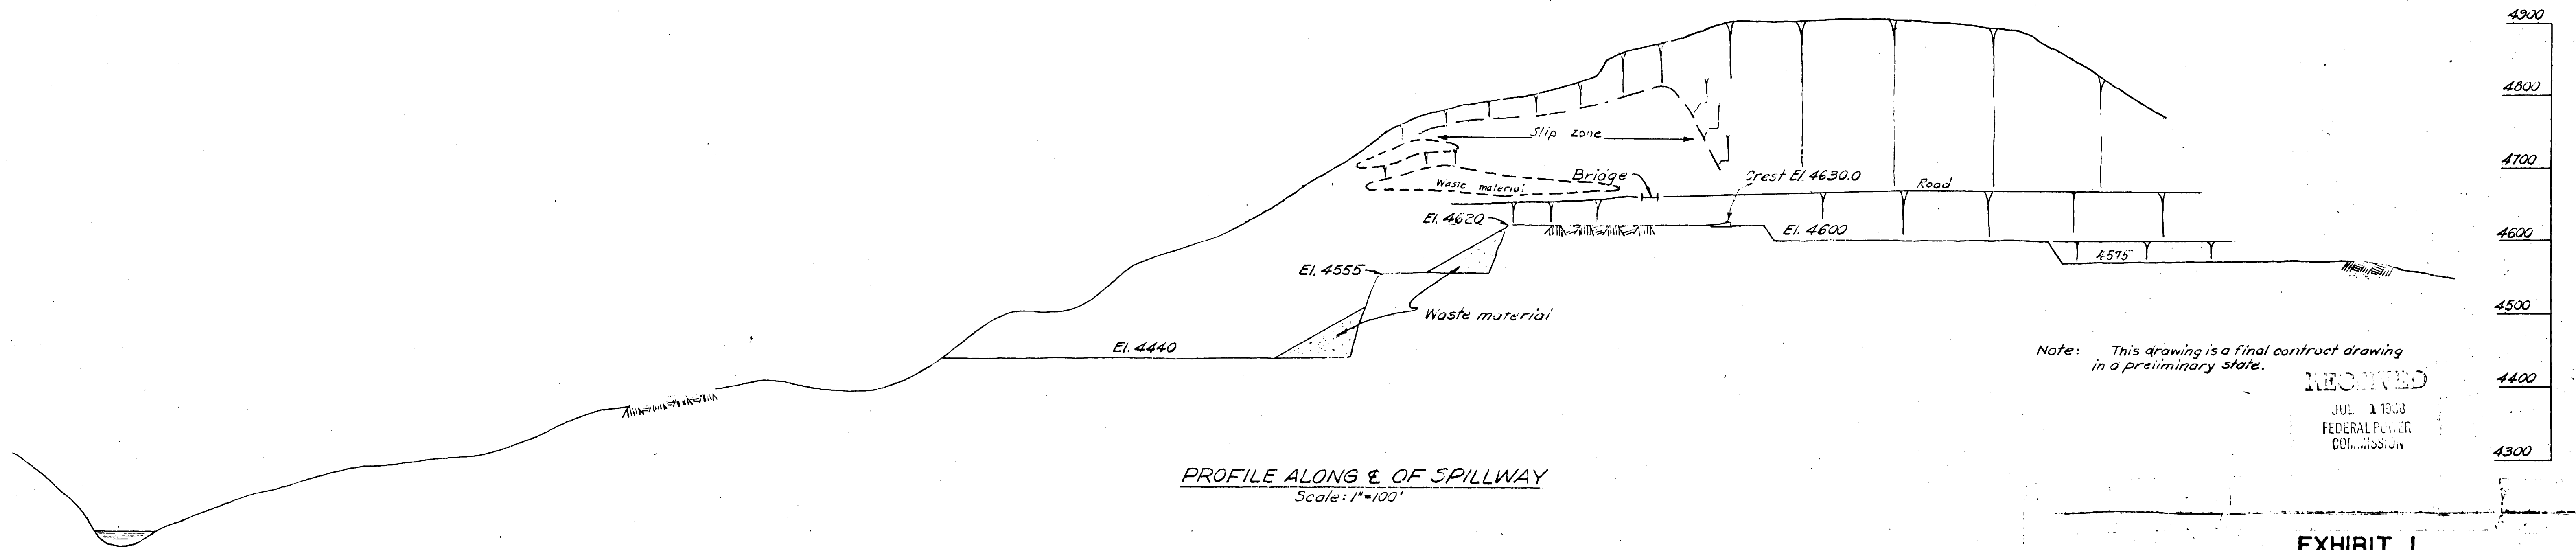 4900
4800
Slip zone
4700
Bridge
Crest El. 4630.0
Waste material
Road
El. 4620
El. 4600
4600
4575
El. 4555
4500
Waste material
El. 4440
Note: This drawing is a final contract drawing
in a preliminary state.
RECEIVED
4400
JUL 1
FEDERAL POWER
COMMISSION
4300
PROFILE ALONG ℄ OF SPILLWAY
Scale: 1"=100'
EXHIBIT